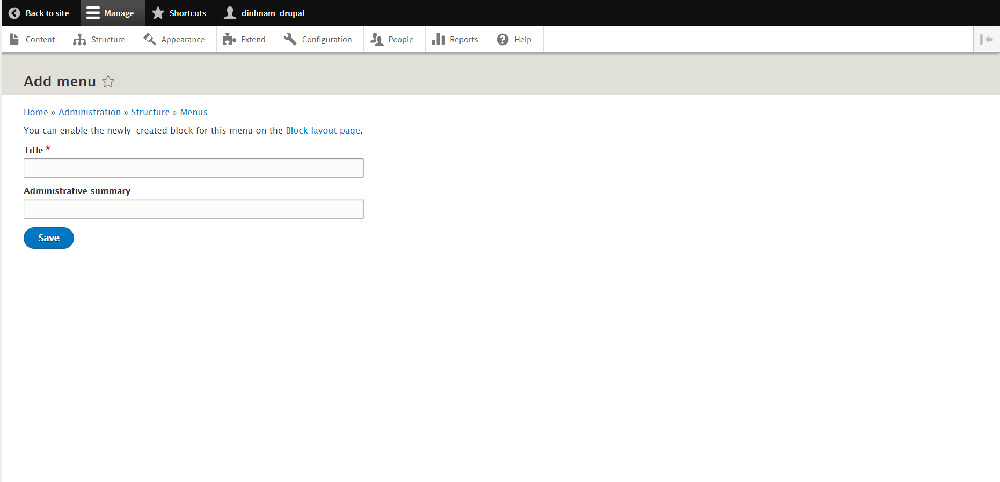 Back to site Manage Shortcuts dinhnam_drupal
Content Structure Appearance Extend Configuration People Reports Help
Add menu
Home » Administration » Structure » Menus
You can enable the newly-created block for this menu on the Block layout page.
Title *
Administrative summary
Save